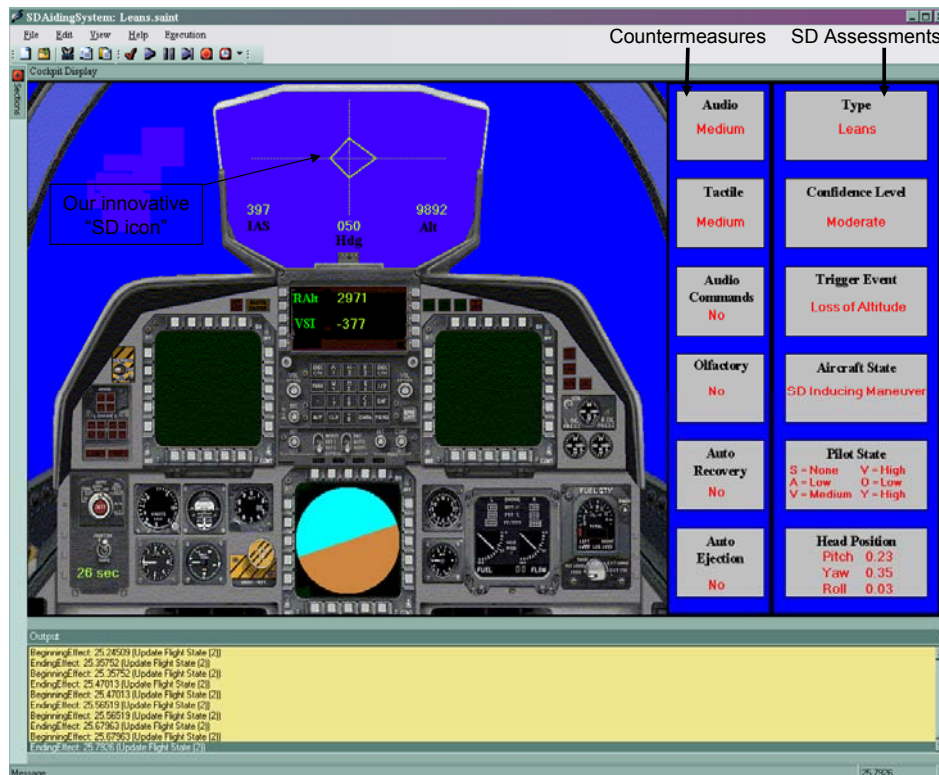 SDAidingSystem: Leans.saint
File Edit View Help Execution
Countermeasures SD Assessments
Cockpit Display
Sections
Our innovative
“SD icon”
397
IAS
050
Hdg
9892
Alt
RAlt 2971
VSI -377
26 sec
FUEL QTY
FUEL FLOW
Audio
Medium
Tactile
Medium
Audio
Commands
No
Olfactory
No
Auto
Recovery
No
Auto
Ejection
No
Type
Leans
Confidence Level
Moderate
Trigger Event
Loss of Altitude
Aircraft State
SD Inducing Maneuver
Pilot State
S = None V = High
A = Low O = Low
V = Medium Y = High
Head Position
Pitch 0.23
Yaw 0.35
Roll 0.03
Output
BeginningEffect: 25.24509 (Update Flight State (2))
EndingEffect: 25.35752 (Update Flight State (2))
BeginningEffect: 25.35752 (Update Flight State (2))
EndingEffect: 25.47013 (Update Flight State (2))
BeginningEffect: 25.47013 (Update Flight State (2))
EndingEffect: 25.56519 (Update Flight State (2))
BeginningEffect: 25.56519 (Update Flight State (2))
EndingEffect: 25.67963 (Update Flight State (2))
BeginningEffect: 25.67963 (Update Flight State (2))
EndingEffect: 25.7926 (Update Flight State (2))
Message 25.7926